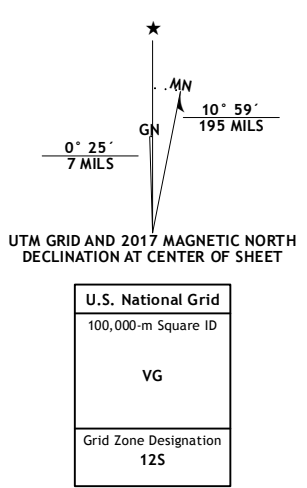 ★
MN
GN
10° 59´
195 MILS
0° 25´
7 MILS
UTM GRID AND 2017 MAGNETIC NORTH
DECLINATION AT CENTER OF SHEET
U.S. National Grid
100,000-m Square ID
VG
Grid Zone Designation
12S